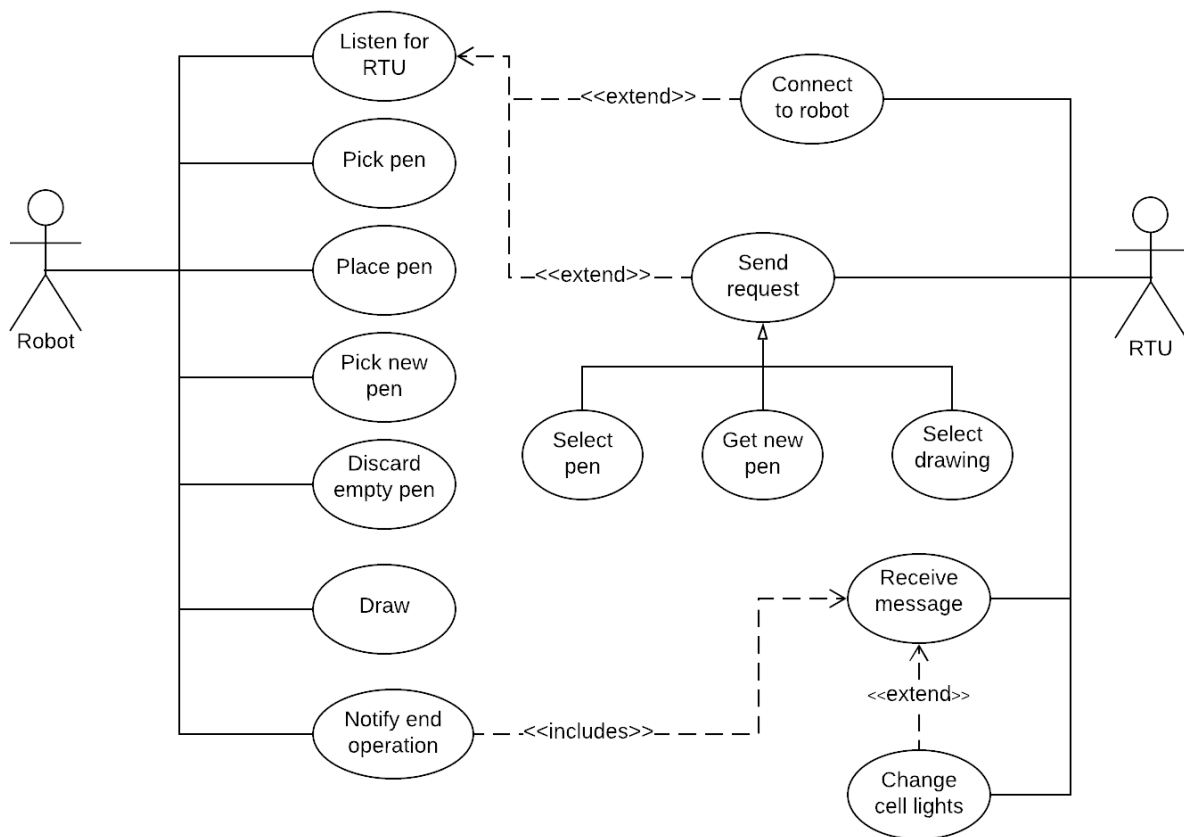 Listen for
RTU
<<extend>>
Connect
to robot
Pick pen
Robot
Place pen
<<extend>>
Send
request
RTU
Pick new
pen
Select
pen
Get new
pen
Select
drawing
Discard
empty pen
Draw
Receive
message
<<extend>>
Notify end
operation
<<includes>>
Change
cell lights